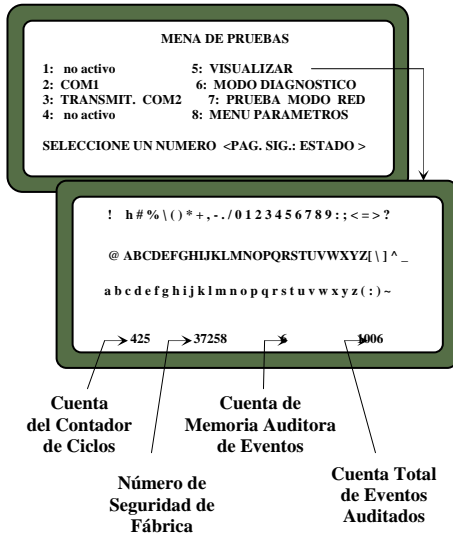 MENA DE PRUEBAS
1: no activo 5: VISUALIZAR
2: COM1 6: MODO DIAGNOSTICO
3: TRANSMIT. COM2 7: PRUEBA MODO RED
4: no activo 8: MENU PARAMETROS
SELECCIONE UN NUMERO <PAG. SIG.: ESTADO >
! h # % \ ( ) * + , - . / 0 1 2 3 4 5 6 7 8 9 : ; < = > ?
@ ABCDEFGHIJKLMNOPQRSTUVWXYZ[ \ ] ^ _
a b c d e f g h i j k l m n o p q r s t u v w x y z ( : ) ~
425 37258 6 1006
Cuenta
del Contador
de Ciclos
Cuenta de
Memoria Auditora
de Eventos
Número de
Seguridad de
Fábrica
Cuenta Total
de Eventos
Auditados